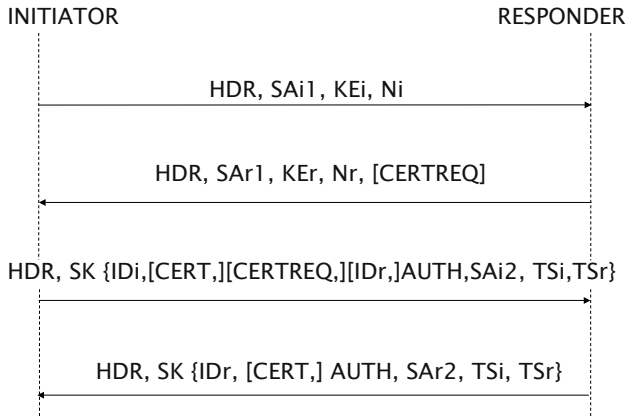 INITIATOR RESPONDER
HDR, SAi1, KEi, Ni
HDR, SAr1, KEr, Nr, [CERTREQ]
HDR, SK {IDi,[CERT,][CERTREQ,][IDr,]AUTH,SAi2, TSi,TSr}
HDR, SK {IDr, [CERT,] AUTH, SAr2, TSi, TSr}